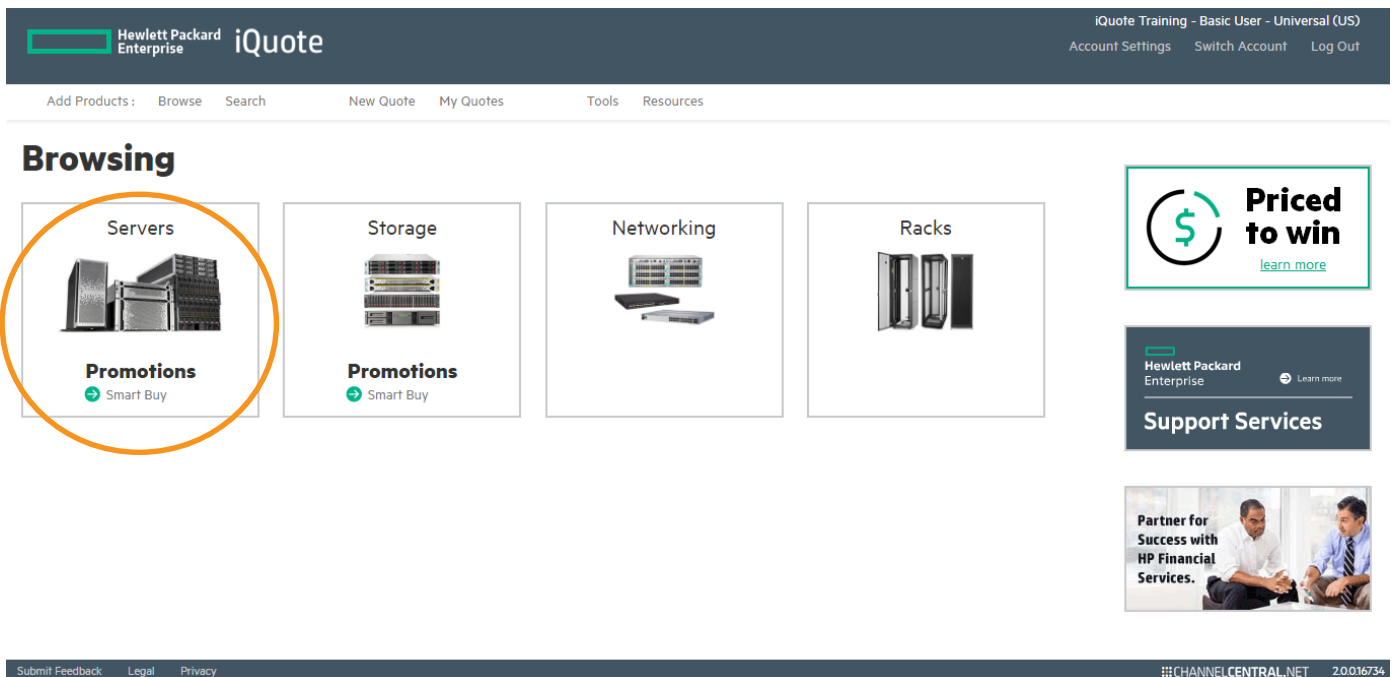 Hewlett Packard
Enterprise
iQuote
iQuote Training - Basic User - Universal (US)
Account Settings Switch Account Log Out
Add Products : Browse Search New Quote My Quotes Tools Resources
Browsing
Servers
Promotions
Smart Buy
Storage
Promotions
Smart Buy
Networking
Racks
$
Priced
to win
learn more
Hewlett Packard
Enterprise
Learn more
Support Services
Partner for
Success with
HP Financial
Services.
Submit Feedback Legal Privacy
CHANNELCENTRAL.NET 2.0.0.16734